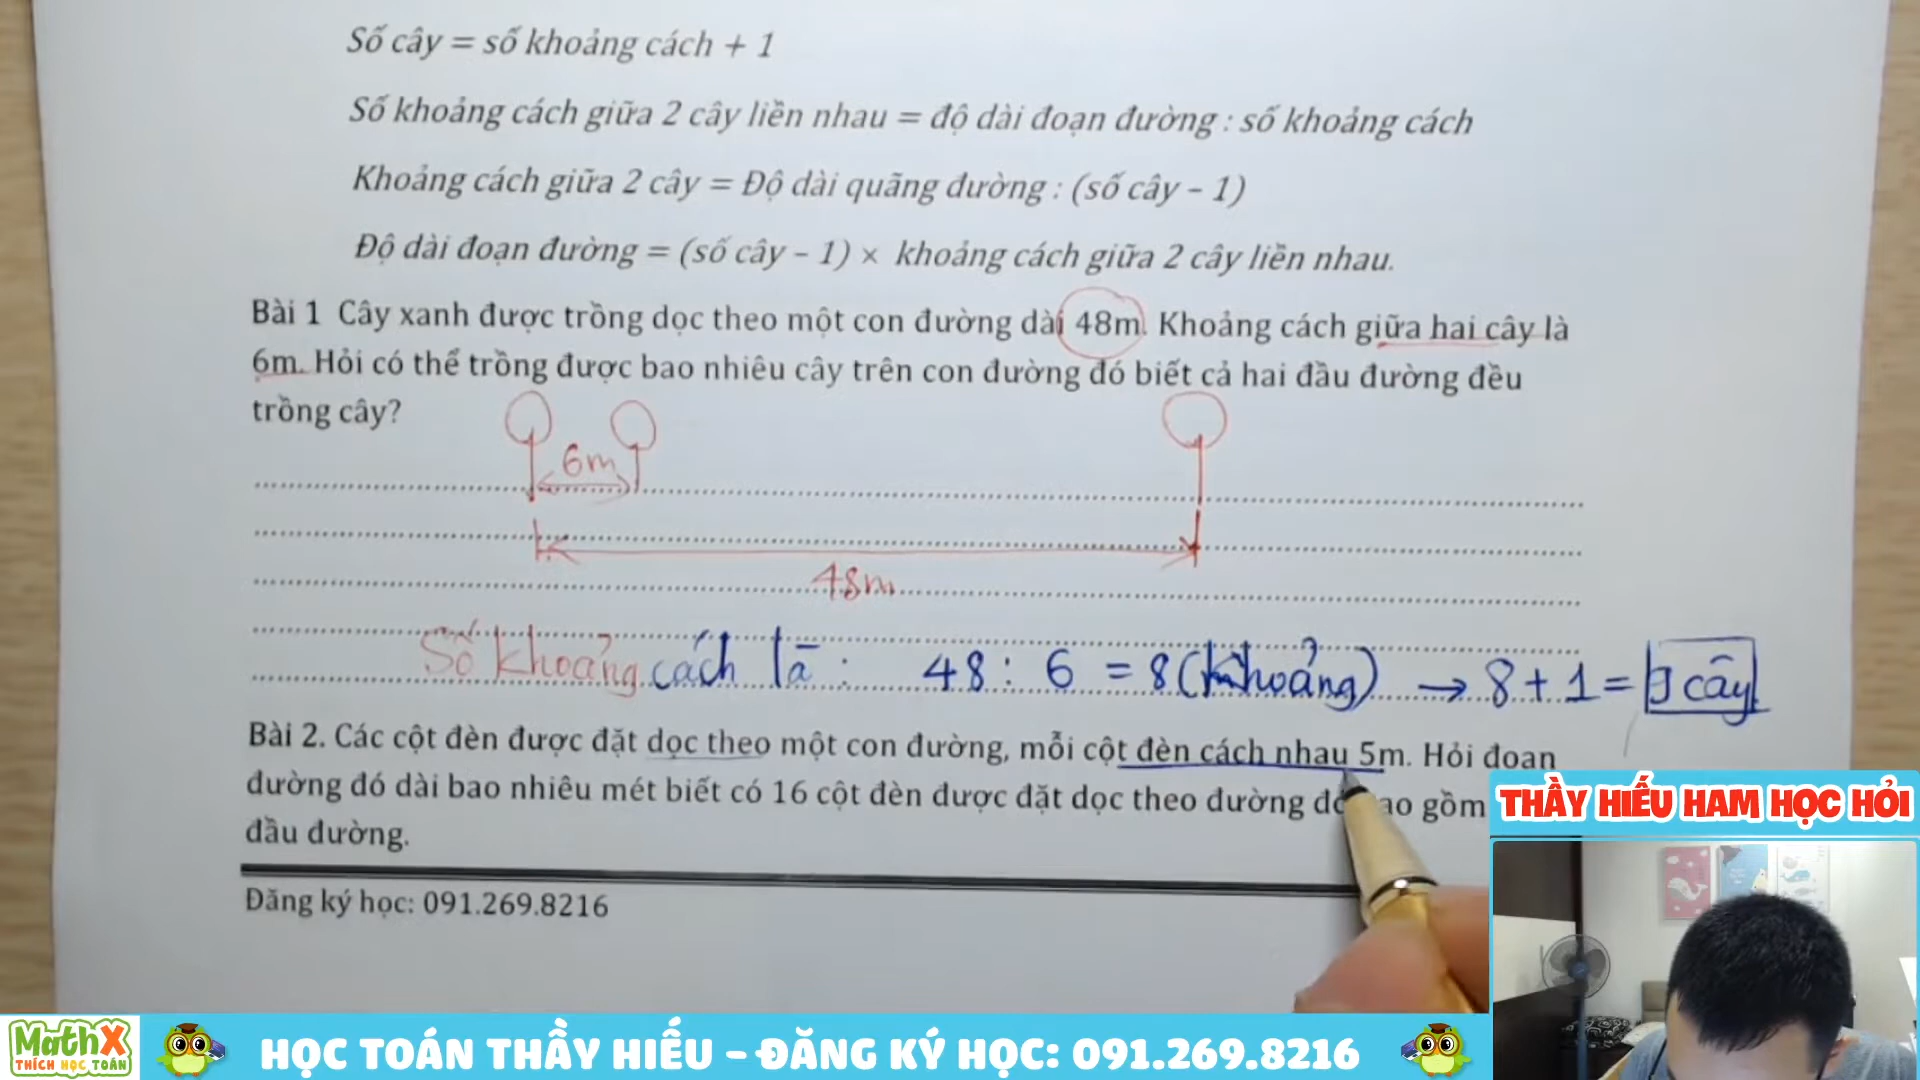 Số cây = số khoảng cách + 1
Số khoảng cách giữa 2 cây liền nhau = độ dài đoạn đường : số khoảng cách
Khoảng cách giữa 2 cây = Độ dài quãng đường : (số cây – 1)
Độ dài đoạn đường = (số cây – 1) × khoảng cách giữa 2 cây liền nhau.
Bài 1 Cây xanh được trồng dọc theo một con đường dài 48m. Khoảng cách giữa hai cây là
6m. Hỏi có thể trồng được bao nhiêu cây trên con đường đó biết cả hai đầu đường đều
trồng cây?
6m
48m
Số khoảng cách là : 48 : 6 = 8 (khoảng) → 8 + 1 = 9 cây
Bài 2. Các cột đèn được đặt dọc theo một con đường, mỗi cột đèn cách nhau 5m. Hỏi đoạn
đường đó dài bao nhiêu mét biết có 16 cột đèn được đặt dọc theo đường gồm
đầu đường.
Đăng ký học: 091.269.8216
THẦY HIẾU HAM HỌC HỎI
MathX
THÍCH HỌC TOÁN
HỌC TOÁN THẦY HIẾU - ĐĂNG KÝ HỌC: 091.269.8216